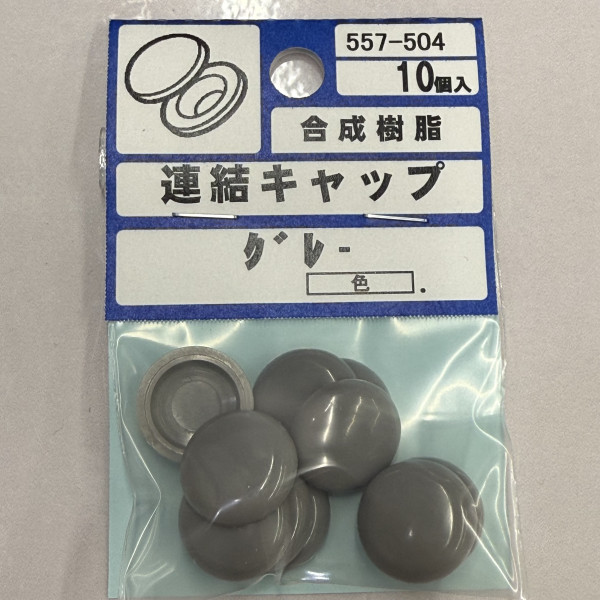 557-504
10個入
合成樹脂
連結キャップ
ｸﾞﾚｰ
色 .